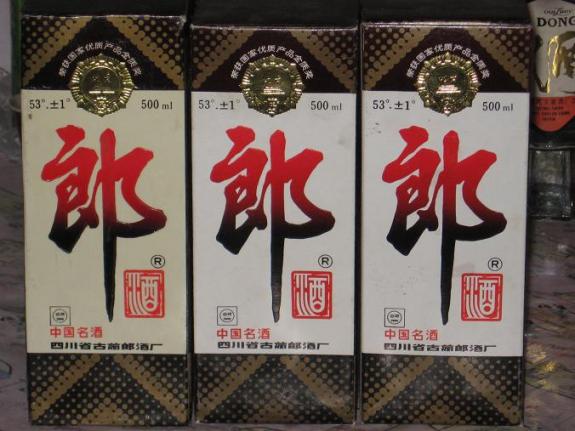 荣获国家优质产品金质奖
53°.±1° 500 ml
郎
®
酒
中国名酒
四川省古蔺郎酒厂
荣获国家优质产品金质奖
53°.±1° 500 ml
郎
®
酒
中国名酒
四川省古蔺郎酒厂
荣获国家优质产品金质奖
53°.±1° 500 ml
郎
®
酒
中国名酒
四川省古蔺郎酒厂
DONG